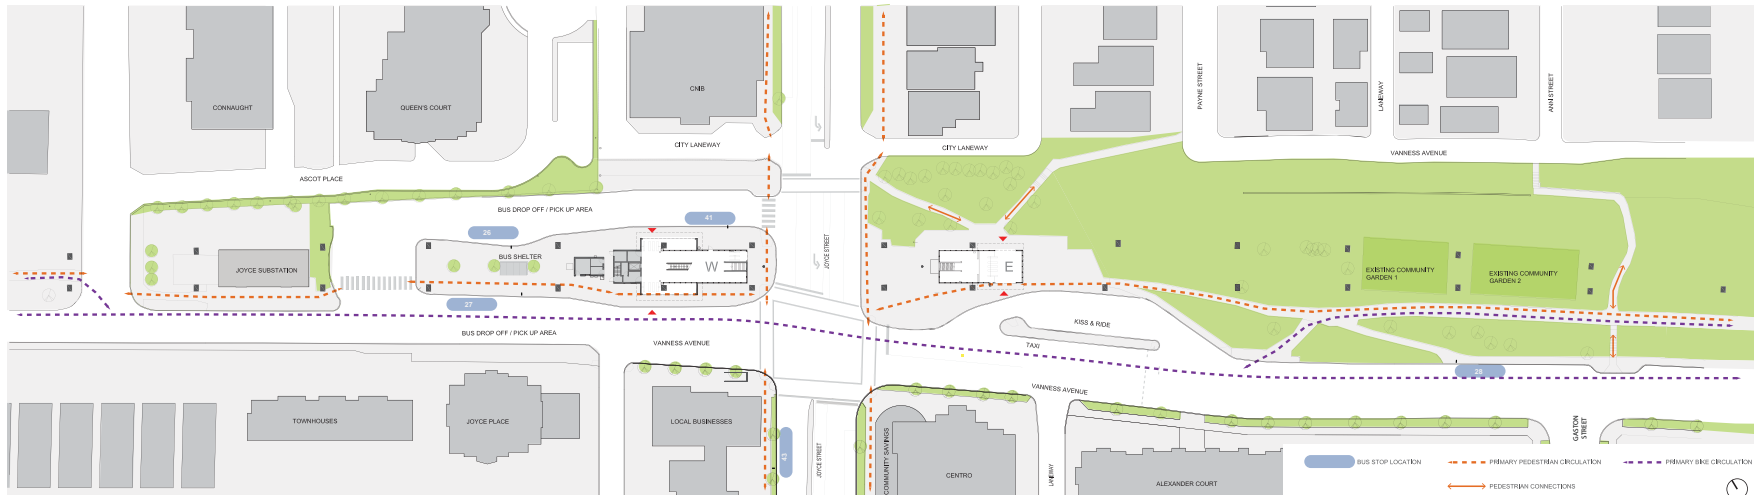 CONNAUGHT
QUEEN'S COURT
CNIB
PAYNE STREET
LANEWAY
ANN STREET
CITY LANEWAY
CITY LANEWAY
VANNESS AVENUE
ASCOT PLACE
BUS DROP OFF / PICK UP AREA
41
26
JOYCE STREET
BUS SHELTER
W
E
JOYCE SUBSTATION
EXISTING COMMUNITY
GARDEN 1
EXISTING COMMUNITY
GARDEN 2
27
BUS DROP OFF / PICK UP AREA
KISS & RIDE
TAXI
VANNESS AVENUE
28
VANNESS AVENUE
TOWNHOUSES
JOYCE PLACE
LOCAL BUSINESSES
43
JOYCE STREET
COMMUNITY SAVINGS
CENTRO
LANEWAY
ALEXANDER COURT
GASTON
STREET
BUS STOP LOCATION
PRIMARY PEDESTRIAN CIRCULATION
PRIMARY BIKE CIRCULATION
PEDESTRIAN CONNECTIONS